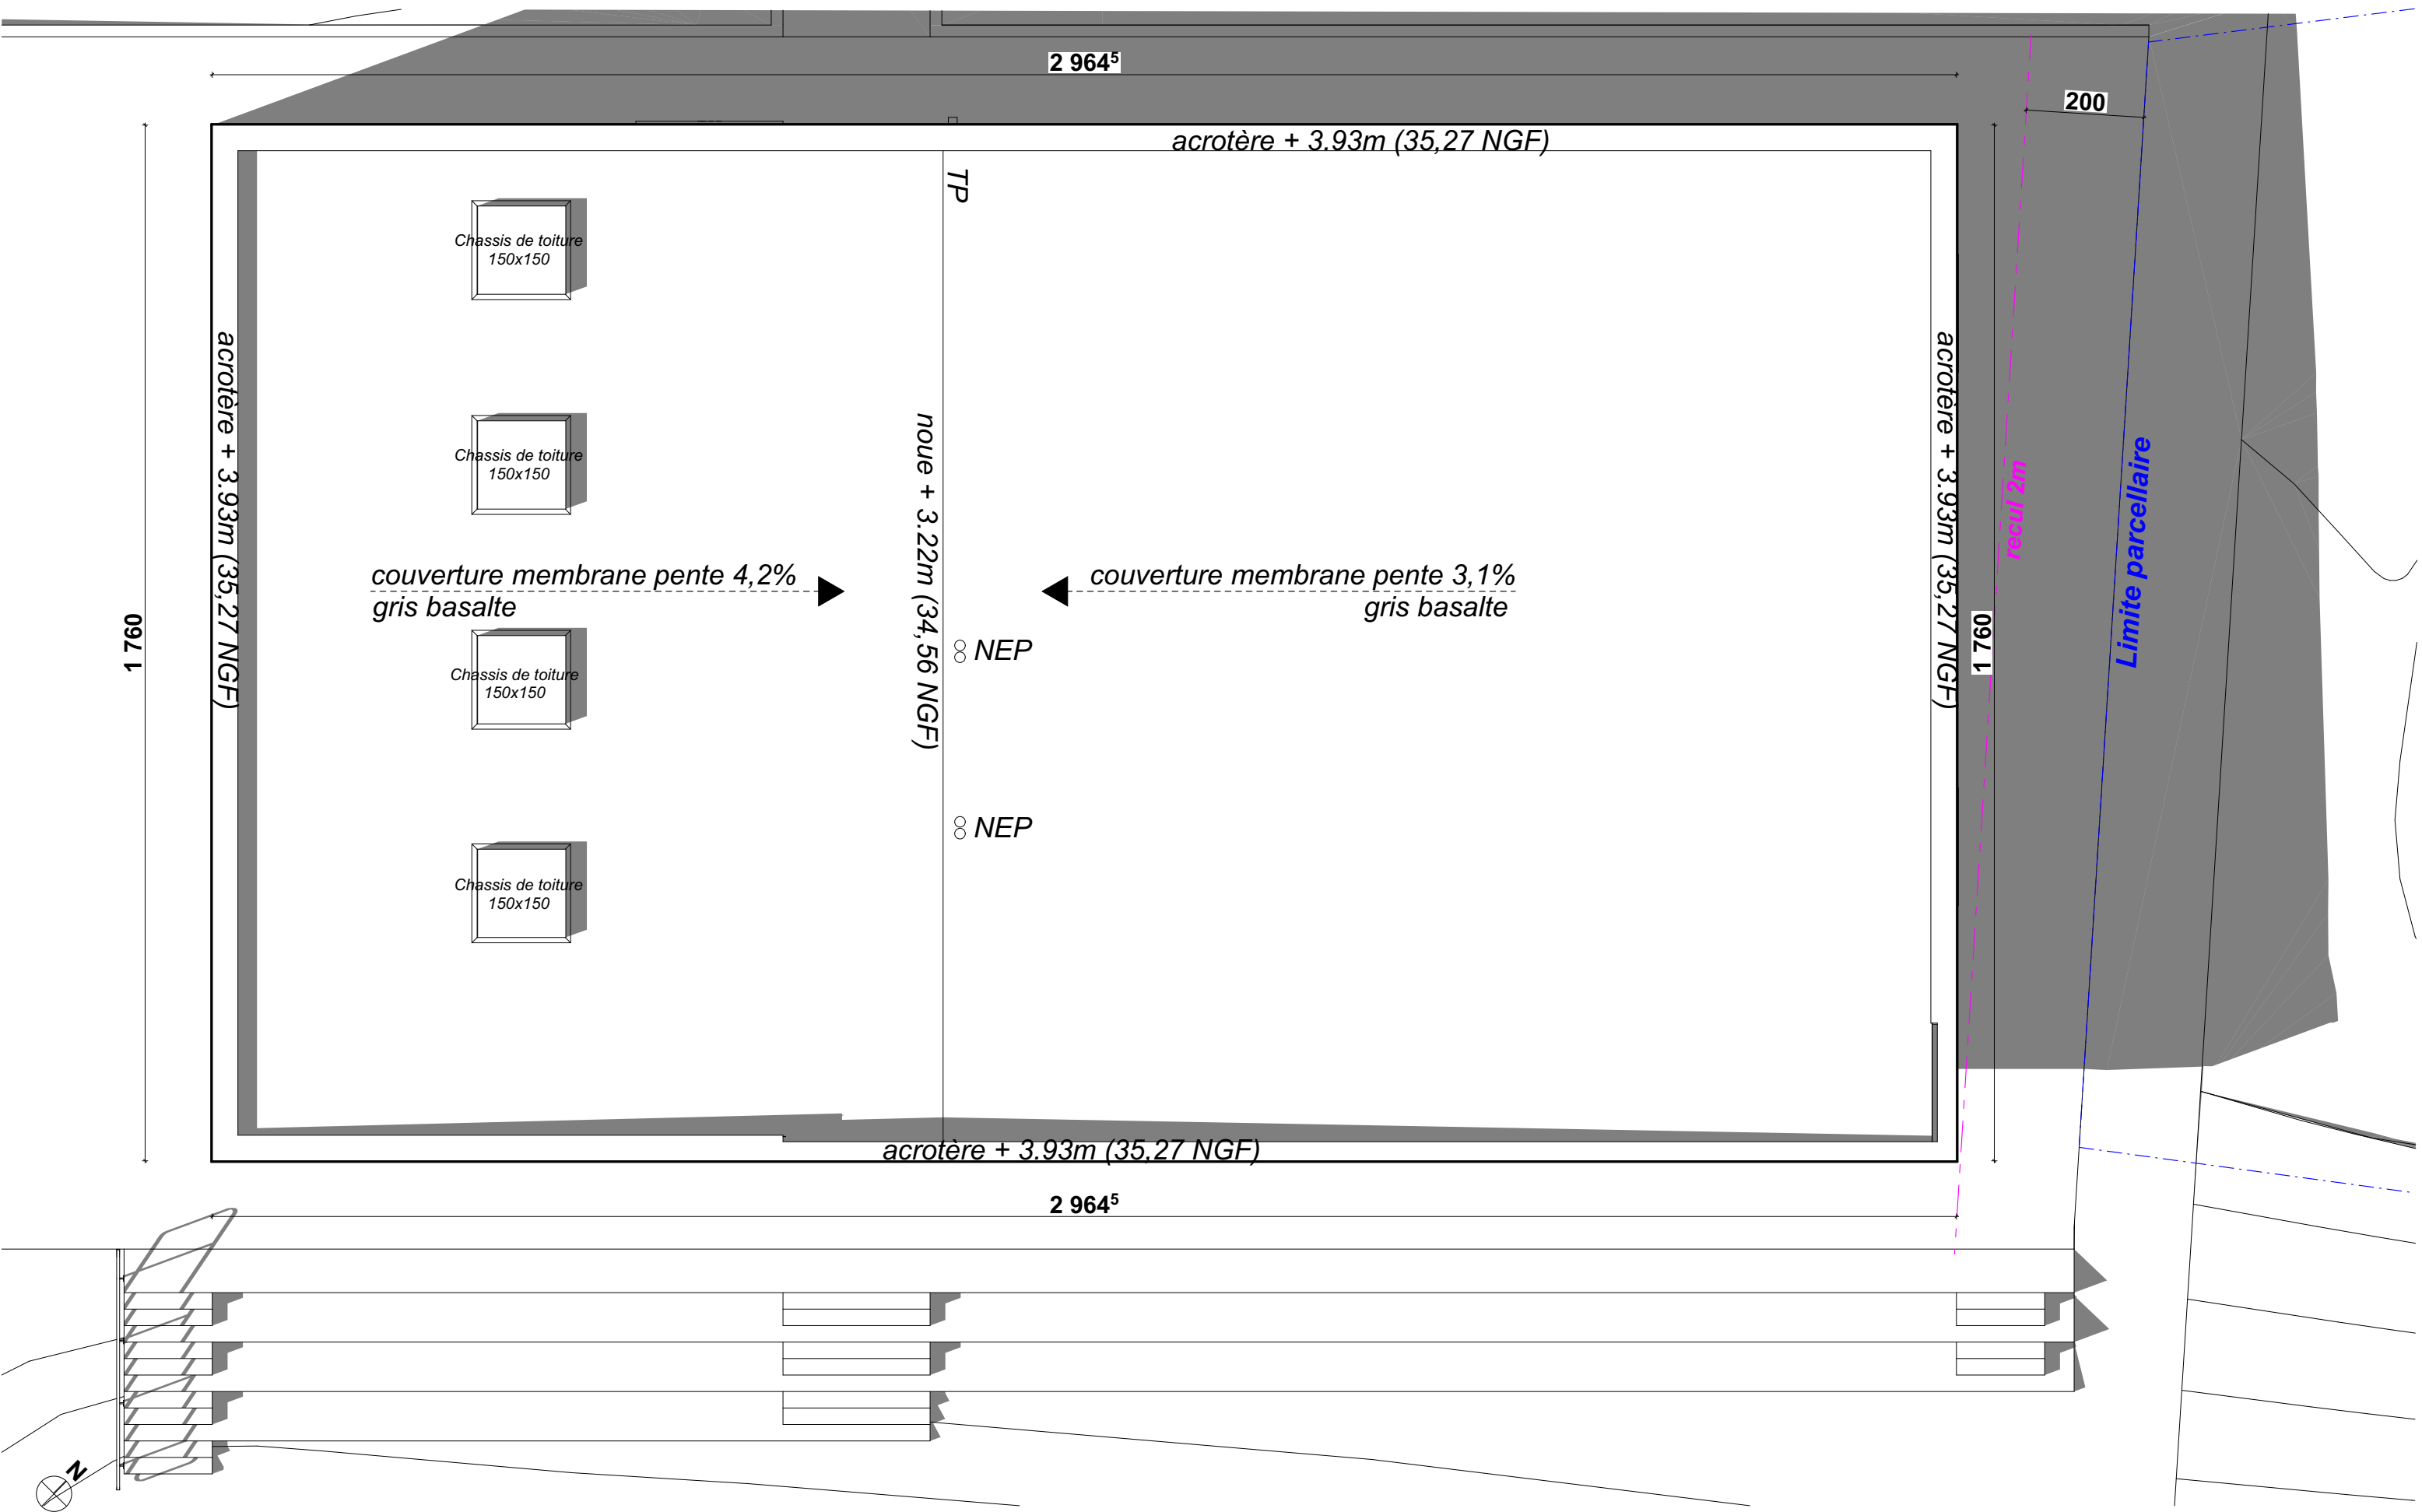 2 964⁵
200
acrotère + 3.93m (35,27 NGF)
TP
Chassis de toiture
150x150
acrotère + 3.93m (35,27 NGF)
acrotère + 3.93m (35,27 NGF)
Chassis de toiture
150x150
noue + 3.22m (34,56 NGF)
recul 2m
Limite parcellaire
couverture membrane pente 4,2%
gris basalte
couverture membrane pente 3,1%
gris basalte
1 760
1 760
NEP
Chassis de toiture
150x150
NEP
Chassis de toiture
150x150
acrotère + 3.93m (35,27 NGF)
2 964⁵
N